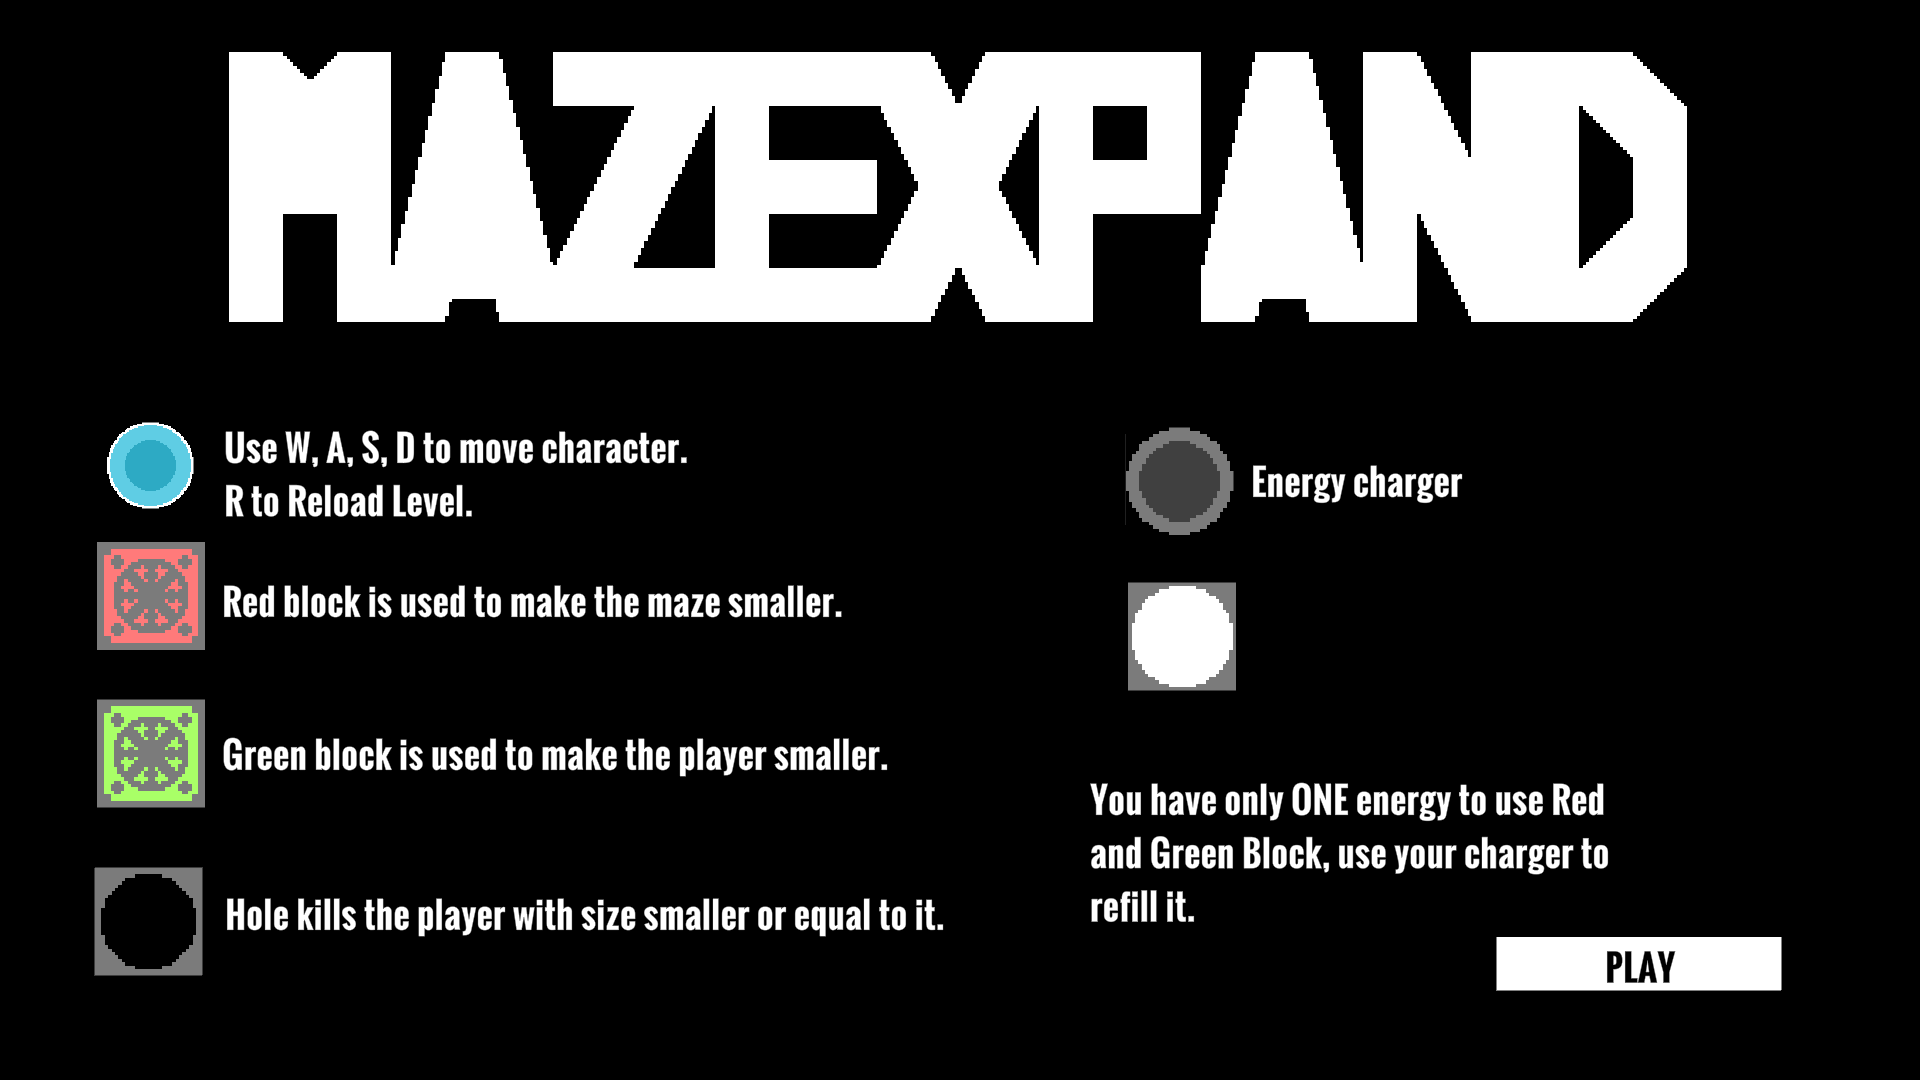 MAZEXPAND
Use W, A, S, D to move character.
R to Reload Level.
Red block is used to make the maze smaller.
Green block is used to make the player smaller.
Hole kills the player with size smaller or equal to it.
Energy charger
You have only ONE energy to use Red
and Green Block, use your charger to
refill it.
PLAY